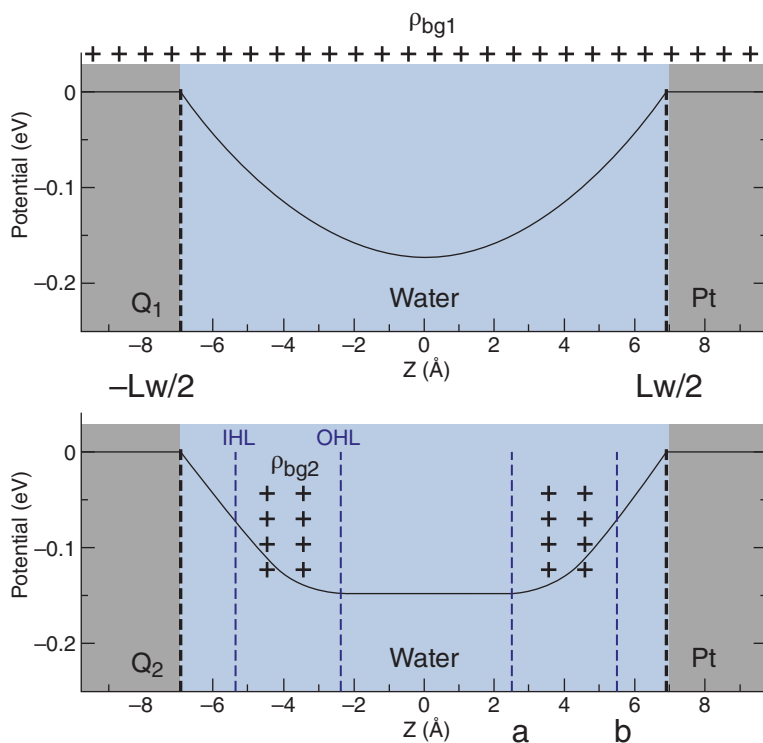 ρbg1
+ + + + + + + + + + + + + + + + + + + + + + + + + +
0
−0.1
−0.2
Potential (eV)
Q1 Water Pt
−8 −6 −4 −2 0 2 4 6 8
Z (Å)
−Lw/2 Lw/2
IHL OHL
ρbg2
0
−0.1
−0.2
Potential (eV)
+ + + +
+ + + +
+ + + +
+ + + +
Q2 Water Pt
−8 −6 −4 −2 0 2 4 6 8
Z (Å) a b